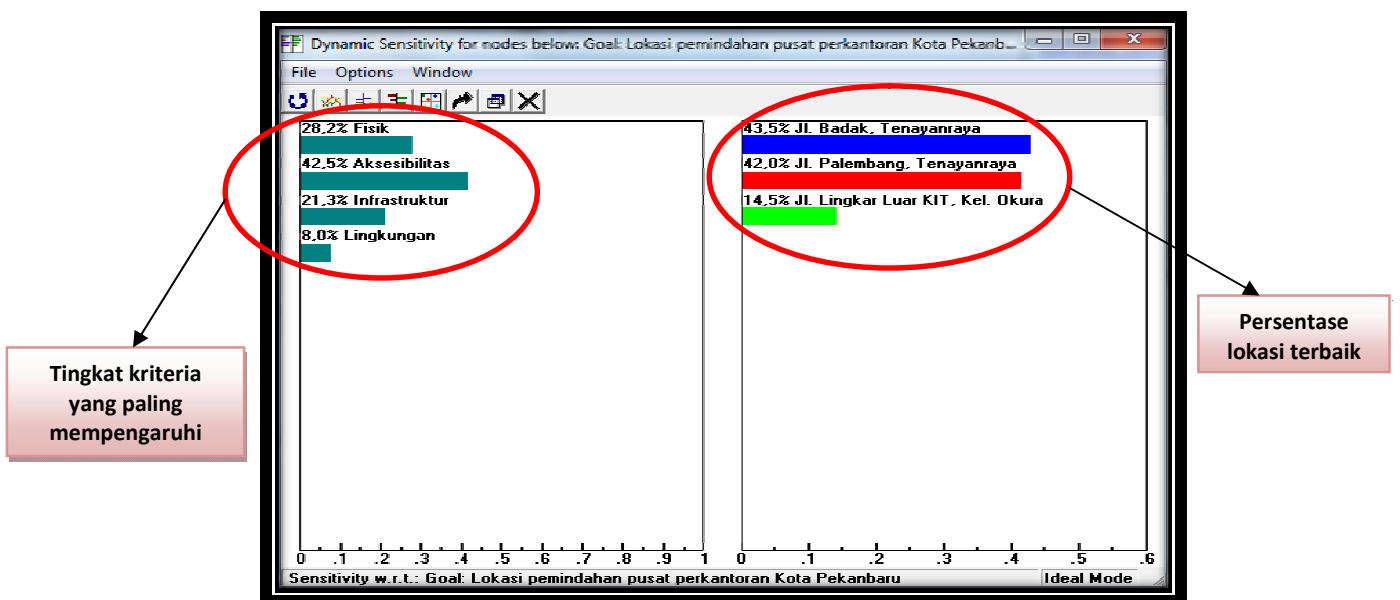 Dynamic Sensitivity for nodes below: Goal: Lokasi pemindahan pusat perkantoran Kota Pekanb...
File Options Window
28,2% Fisik
42,5% Aksesibilitas
21,3% Infrastruktur
8,0% Lingkungan
0 .1 .2 .3 .4 .5 .6 .7 .8 .9 1
43,5% Jl. Badak, Tenayanraya
42,0% Jl. Palembang, Tenayanraya
14,5% Jl. Lingkar Luar KIT, Kel. Okura
0 .1 .2 .3 .4 .5 .6
Sensitivity w.r.t.: Goal: Lokasi pemindahan pusat perkantoran Kota Pekanbaru
Ideal Mode
Tingkat kriteria
yang paling
mempengaruhi
Persentase
lokasi terbaik